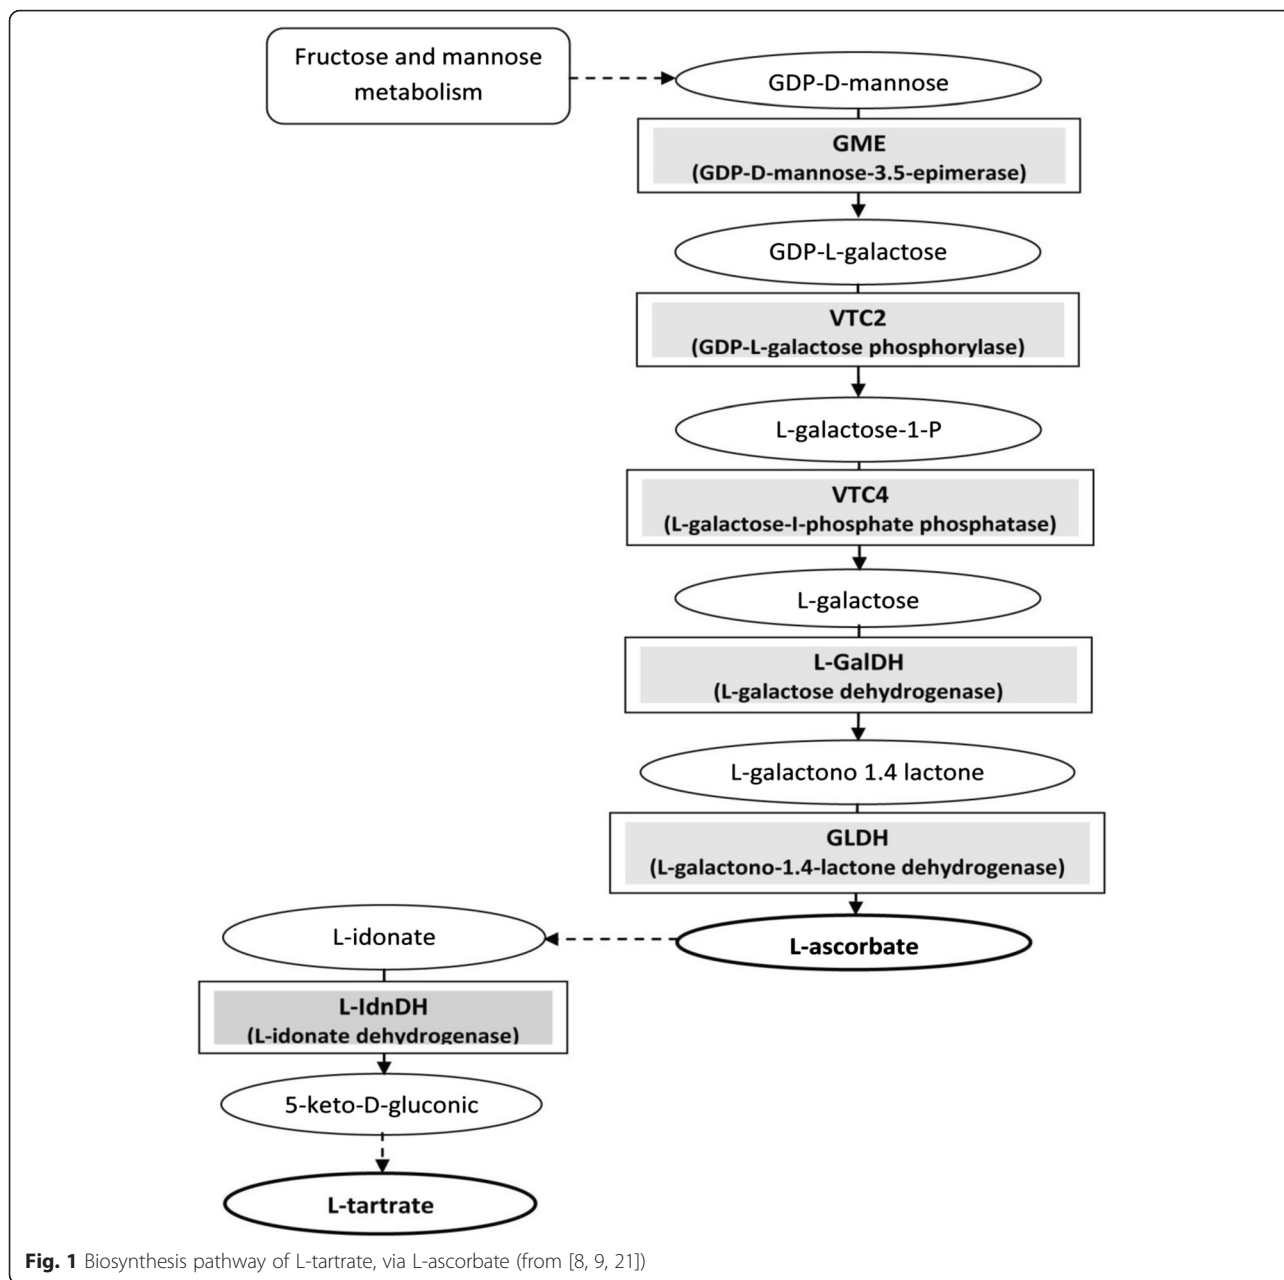 Fructose and mannose
metabolism
GDP-D-mannose
GME
(GDP-D-mannose-3.5-epimerase)
GDP-L-galactose
VTC2
(GDP-L-galactose phosphorylase)
L-galactose-1-P
VTC4
(L-galactose-I-phosphate phosphatase)
L-galactose
L-GalDH
(L-galactose dehydrogenase)
L-galactono 1.4 lactone
GLDH
(L-galactono-1.4-lactone dehydrogenase)
L-ascorbate
L-idonate
L-IdnDH
(L-idonate dehydrogenase)
5-keto-D-gluconic
L-tartrate
Fig. 1 Biosynthesis pathway of L-tartrate, via L-ascorbate (from [8, 9, 21])